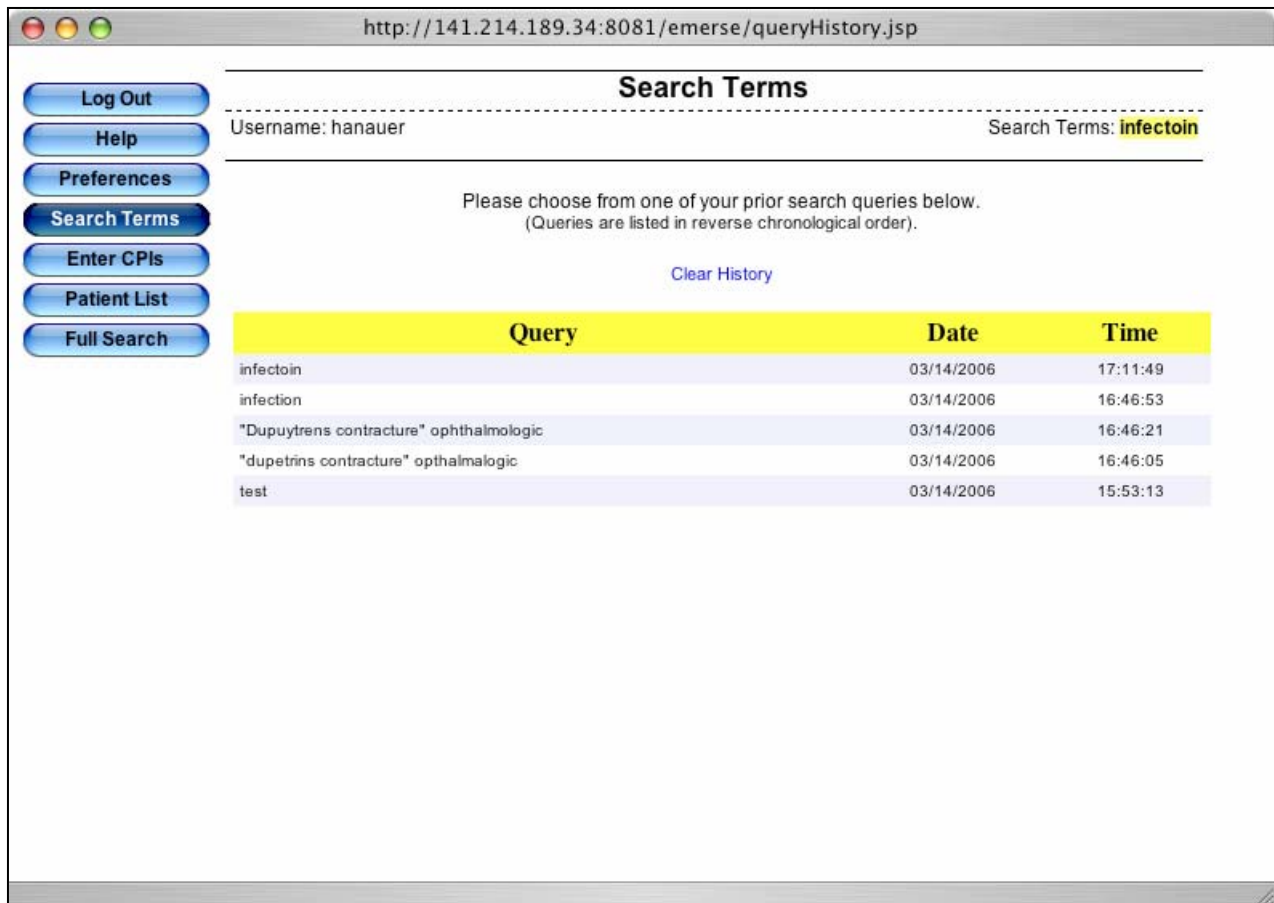 http://141.214.189.34:8081/emerse/queryHistory.jsp
Log Out
Help
Preferences
Search Terms
Enter CPIs
Patient List
Full Search
Search Terms
Username: hanauer Search Terms: infectoin
Please choose from one of your prior search queries below.
(Queries are listed in reverse chronological order).
Clear History
Query Date Time
infectoin 03/14/2006 17:11:49
infection 03/14/2006 16:46:53
"Dupuytrens contracture" ophthalmologic 03/14/2006 16:46:21
"dupetrins contracture" opthalmalogic 03/14/2006 16:46:05
test 03/14/2006 15:53:13